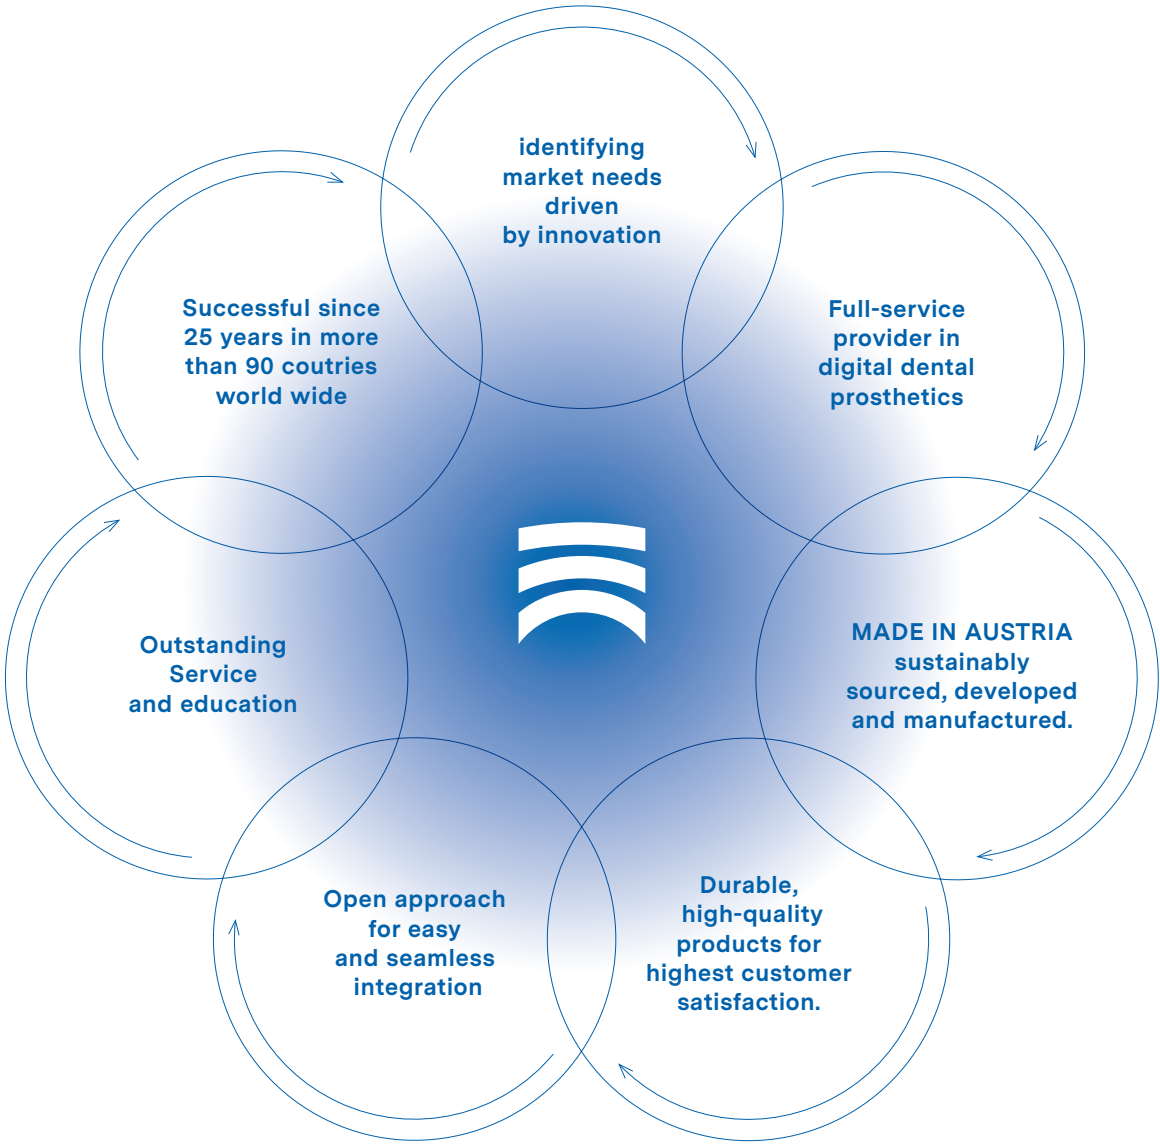 identifying
market needs
driven
by innovation
Full-service
provider in
digital dental
prosthetics
MADE IN AUSTRIA
sustainably
sourced, developed
and manufactured.
Durable,
high-quality
products for
highest customer
satisfaction.
Open approach
for easy
and seamless
integration
Outstanding
Service
and education
Successful since
25 years in more
than 90 coutries
world wide